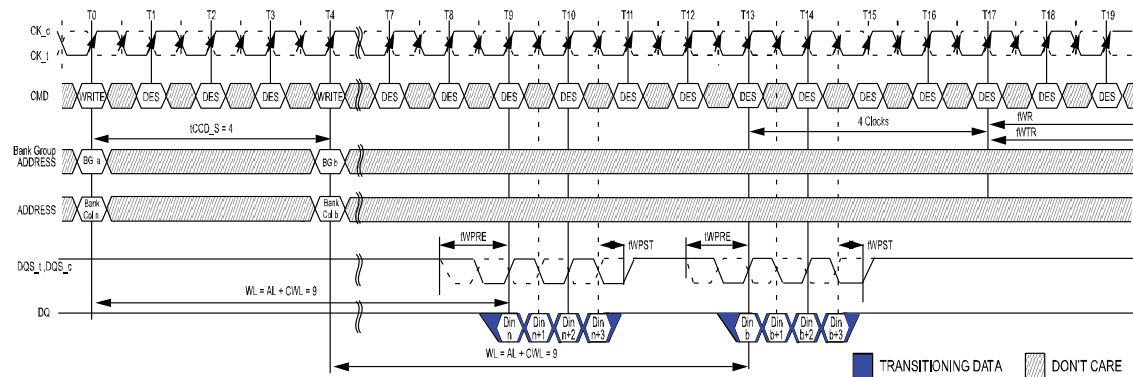 T0 T1 T2 T3 T4 T7 T8 T9 T10 T11 T12 T13 T14 T15 T16 T17 T18 T19
CK_c
CK_t
CMD WRITE DES DES DES WRITE DES DES DES DES DES DES DES DES DES DES DES DES DES
tCCD_S = 4 4 Clocks tWR
tWTR
Bank Group
ADDRESS BG a BG b
ADDRESS Bank Col n Bank Col b
tWPRE tWPST tWPRE tWPST
DQS_t ,DQS_c
WL = AL + CWL = 9
DQ Din n Din n+1 Din n+2 Din n+3 Din b Din b+1 Din b+2 Din b+3
WL = AL + CWL = 9
TRANSITIONING DATA DON'T CARE